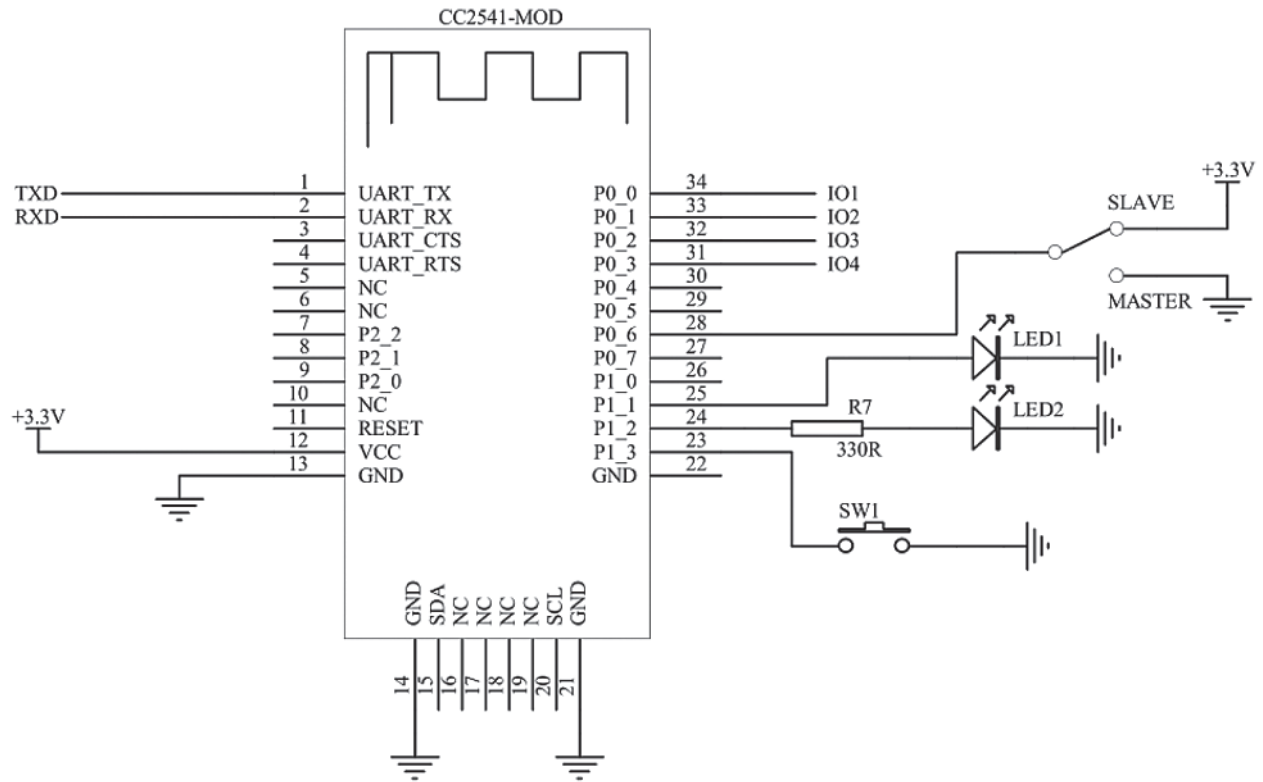 CC2541-MOD
TXD 1 UART_TX P0_0 34 IO1
RXD 2 UART_RX P0_1 33 IO2
3 UART_CTS P0_2 32 IO3
4 UART_RTS P0_3 31 IO4
5 NC P0_4 30
6 NC P0_5 29
7 P2_2 P0_6 28
8 P2_1 P0_7 27
9 P2_0 P1_0 26
10 NC P1_1 25
11 RESET P1_2 24
+3.3V 12 VCC P1_3 23
13 GND GND 22
+3.3V
SLAVE
MASTER
LED1
LED2
R7
330R
SW1
GND SDA NC NC NC NC SCL GND
14 15 16 17 18 19 20 21